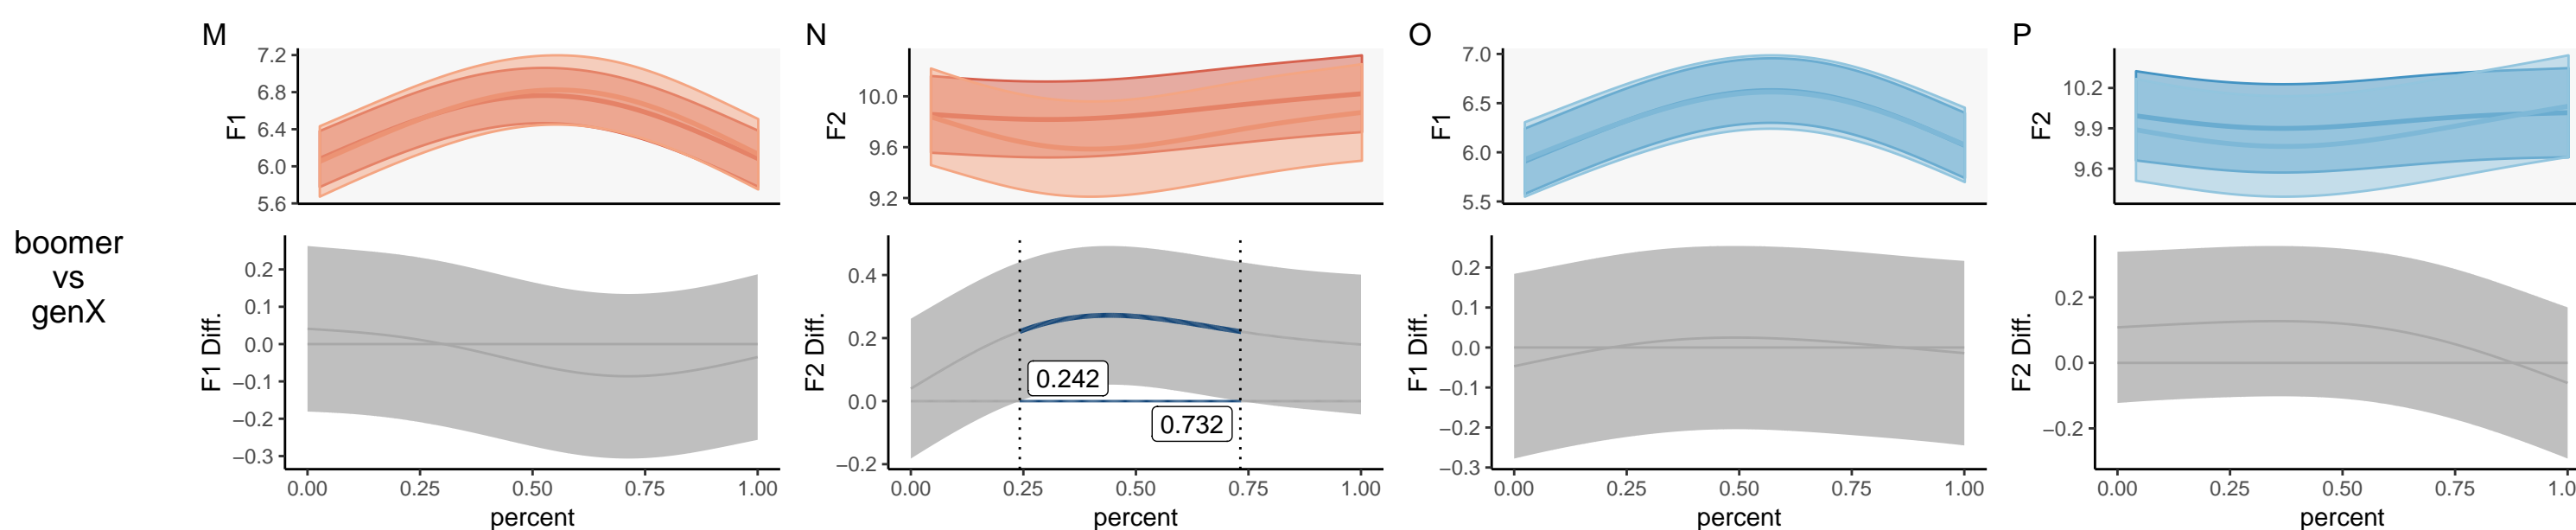 M
7.2
6.8
6.4
6.0
5.6
F1
N
10.0
9.6
9.2
F2
O
7.0
6.5
6.0
5.5
F1
P
10.2
9.9
9.6
F2
boomer
vs
genX
0.2
0.1
0.0
−0.1
−0.2
−0.3
F1 Diff.
0.00 0.25 0.50 0.75 1.00
percent
0.4
0.2
0.0
−0.2
F2 Diff.
0.242
0.732
0.00 0.25 0.50 0.75 1.00
percent
0.2
0.1
0.0
−0.1
−0.2
−0.3
F1 Diff.
0.00 0.25 0.50 0.75 1.00
percent
0.2
0.0
−0.2
F2 Diff.
0.00 0.25 0.50 0.75 1.0
percent